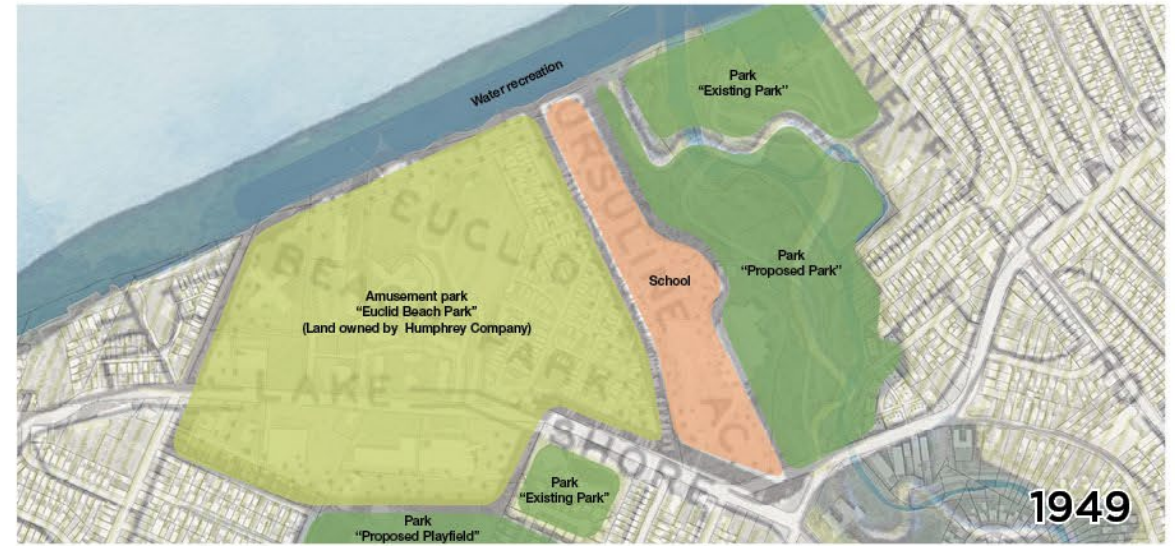 Water recreation
Park
"Existing Park"
Park
"Proposed Park"
School
Amusement park
"Euclid Beach Park"
(Land owned by Humphrey Company)
Park
"Existing Park"
Park
"Proposed Playfield"
EUCLID
BEACH PARK
URSULINE AC
LAKE SHORE
RD
1949